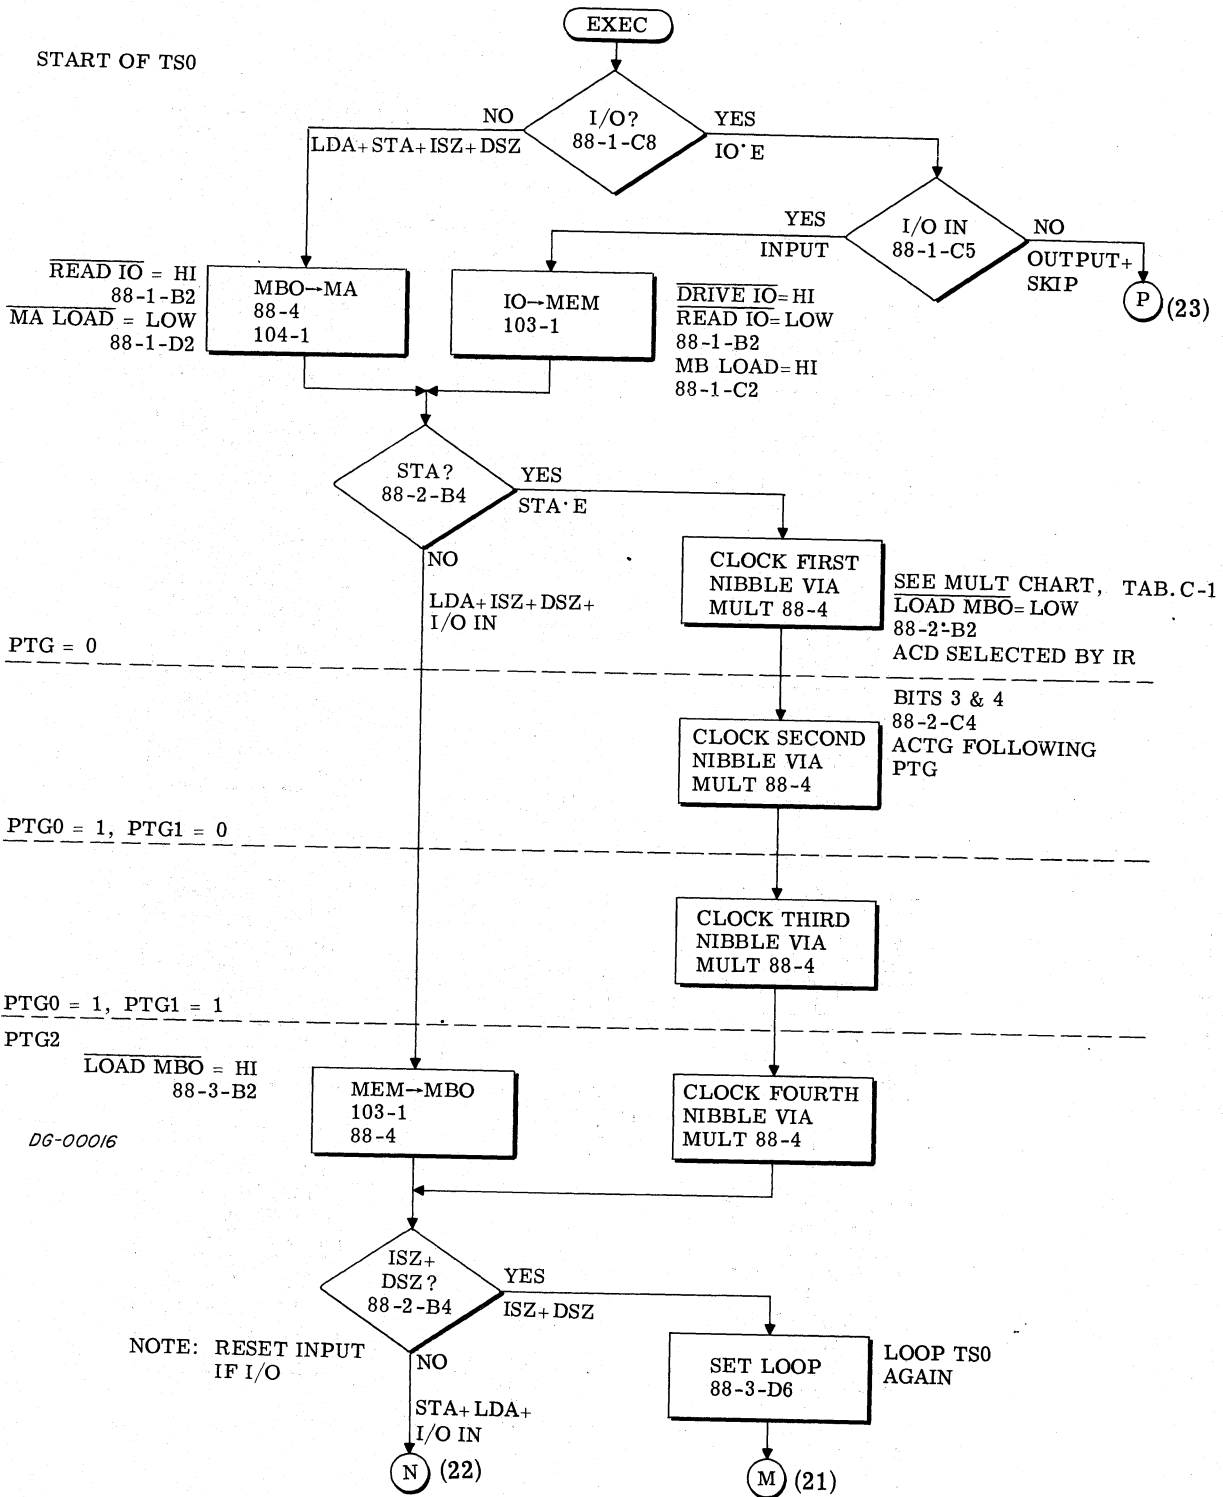 EXEC
START OF TS0
I/O?
88-1-C8
NO
LDA+STA+ISZ+DSZ
YES
IO·E
I/O IN
88-1-C5
YES
INPUT
NO
OUTPUT+
SKIP
P
(23)
READ IO = HI
88-1-B2
MA LOAD = LOW
88-1-D2
MBO→MA
88-4
104-1
IO→MEM
103-1
DRIVE IO=HI
READ IO=LOW
88-1-B2
MB LOAD=HI
88-1-C2
STA?
88-2-B4
YES
STA·E
NO
LDA+ISZ+DSZ+
I/O IN
CLOCK FIRST
NIBBLE VIA
MULT 88-4
SEE MULT CHART, TAB. C-1
LOAD MBO=LOW
88-2-B2
ACD SELECTED BY IR
PTG = 0
BITS 3 & 4
88-2-C4
ACTG FOLLOWING
PTG
CLOCK SECOND
NIBBLE VIA
MULT 88-4
PTG0 = 1, PTG1 = 0
CLOCK THIRD
NIBBLE VIA
MULT 88-4
PTG0 = 1, PTG1 = 1
PTG2
LOAD MBO = HI
88-3-B2
MEM→MBO
103-1
88-4
CLOCK FOURTH
NIBBLE VIA
MULT 88-4
DG-00016
ISZ+
DSZ?
88-2-B4
YES
ISZ+DSZ
NOTE: RESET INPUT
IF I/O
NO
STA+LDA+
I/O IN
SET LOOP
88-3-D6
LOOP TS0
AGAIN
N
(22)
M
(21)